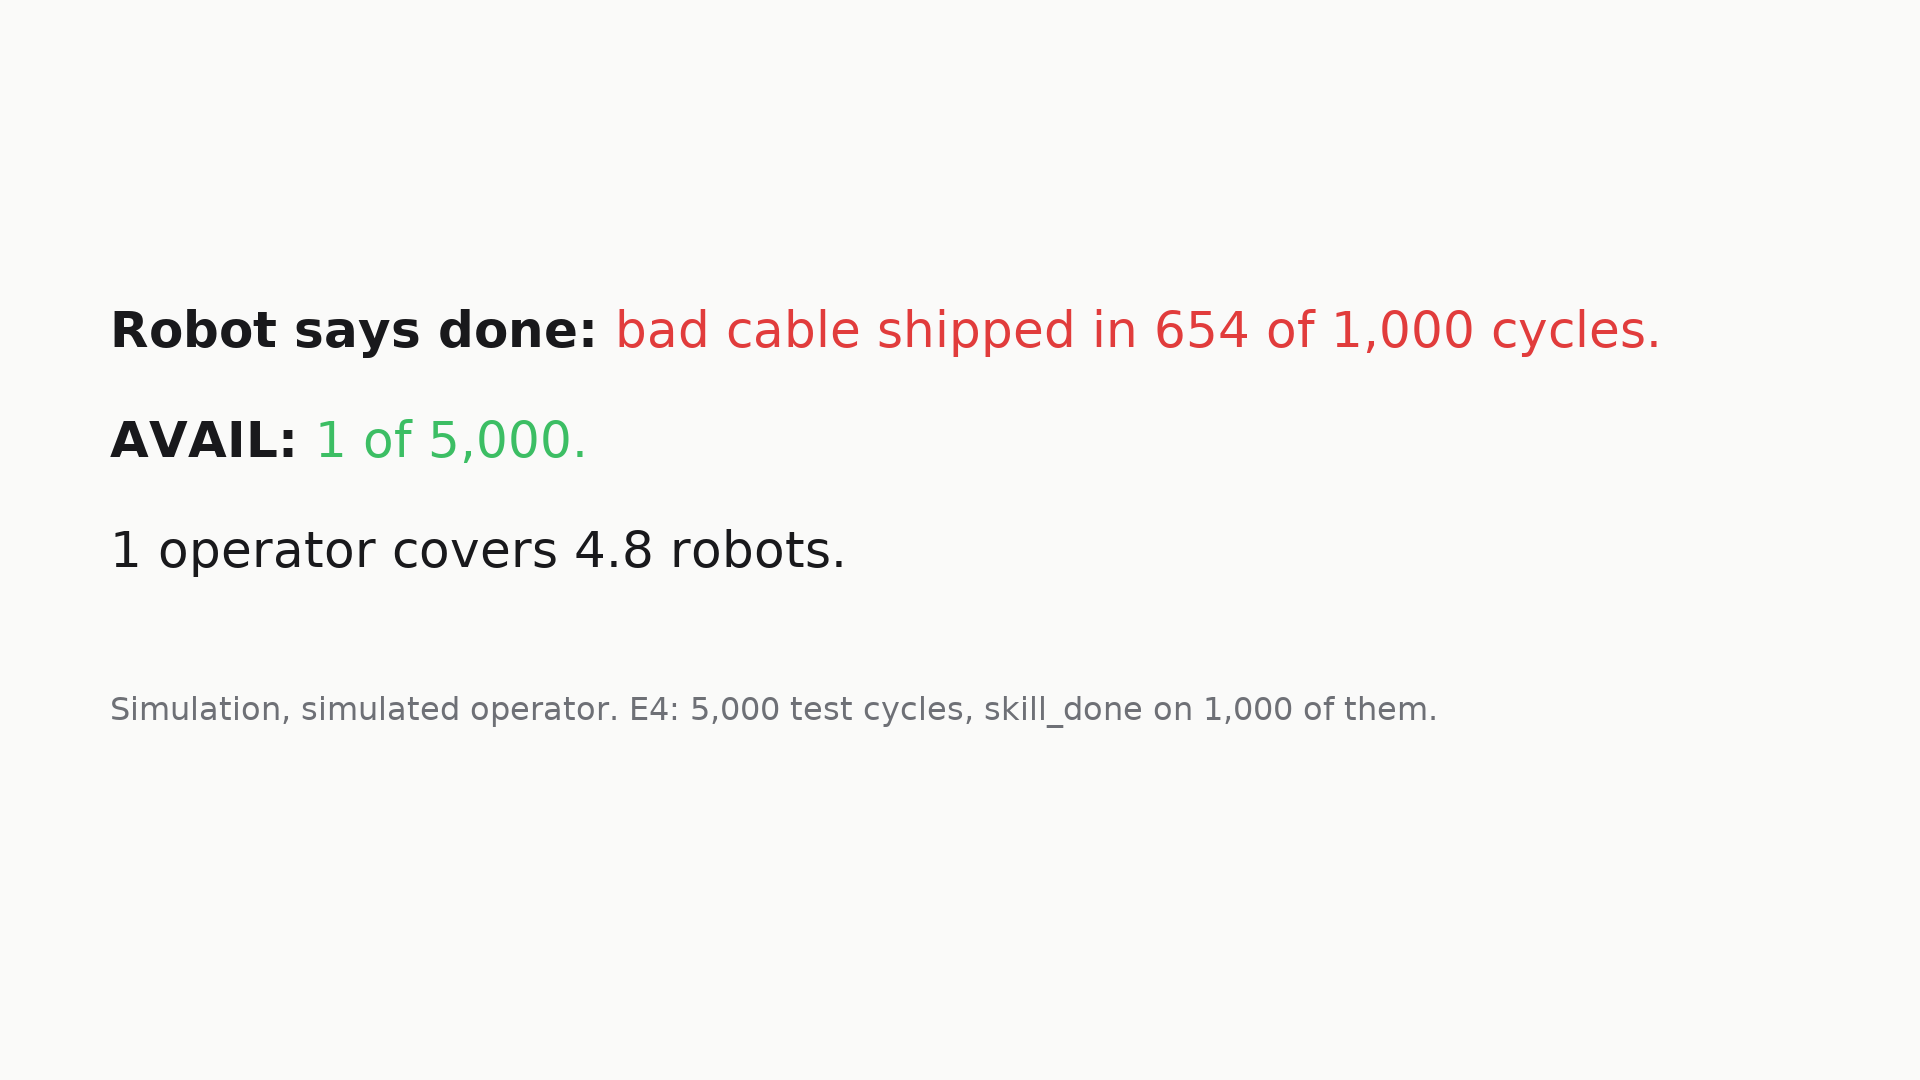 Robot says done: bad cable shipped in 654 of 1,000 cycles.
AVAIL: 1 of 5,000.
1 operator covers 4.8 robots.
Simulation, simulated operator. E4: 5,000 test cycles, skill_done on 1,000 of them.